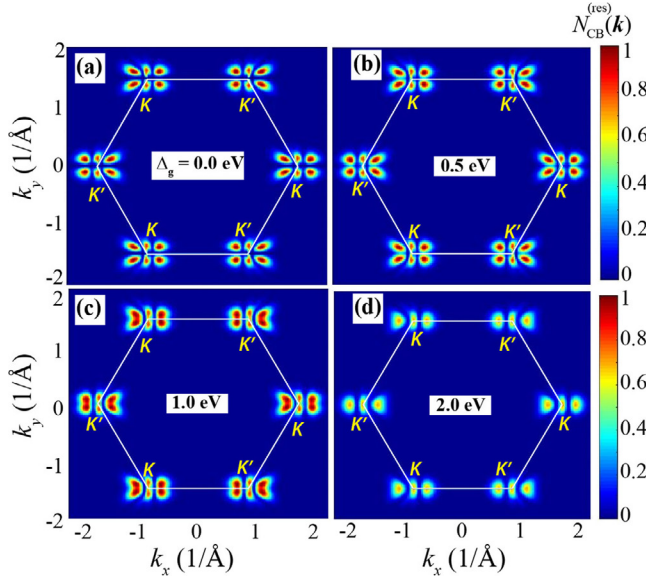 N_CB^(res)(k)
(a)
K
K′
K′
Δ_g = 0.0 eV
K
K
K′
(b)
K
K′
K′
0.5 eV
K
K
K′
k_y (1/Å)
2
1
0
-1
-2
1
0.8
0.6
0.4
0.2
0
(c)
K
K′
K′
1.0 eV
K
K
K′
(d)
K
K′
K′
2.0 eV
K
K
K′
k_y (1/Å)
2
1
0
-1
-2
1
0.8
0.6
0.4
0.2
0
-2 -1 0 1 2
-2 -1 0 1 2
k_x (1/Å)
k_x (1/Å)